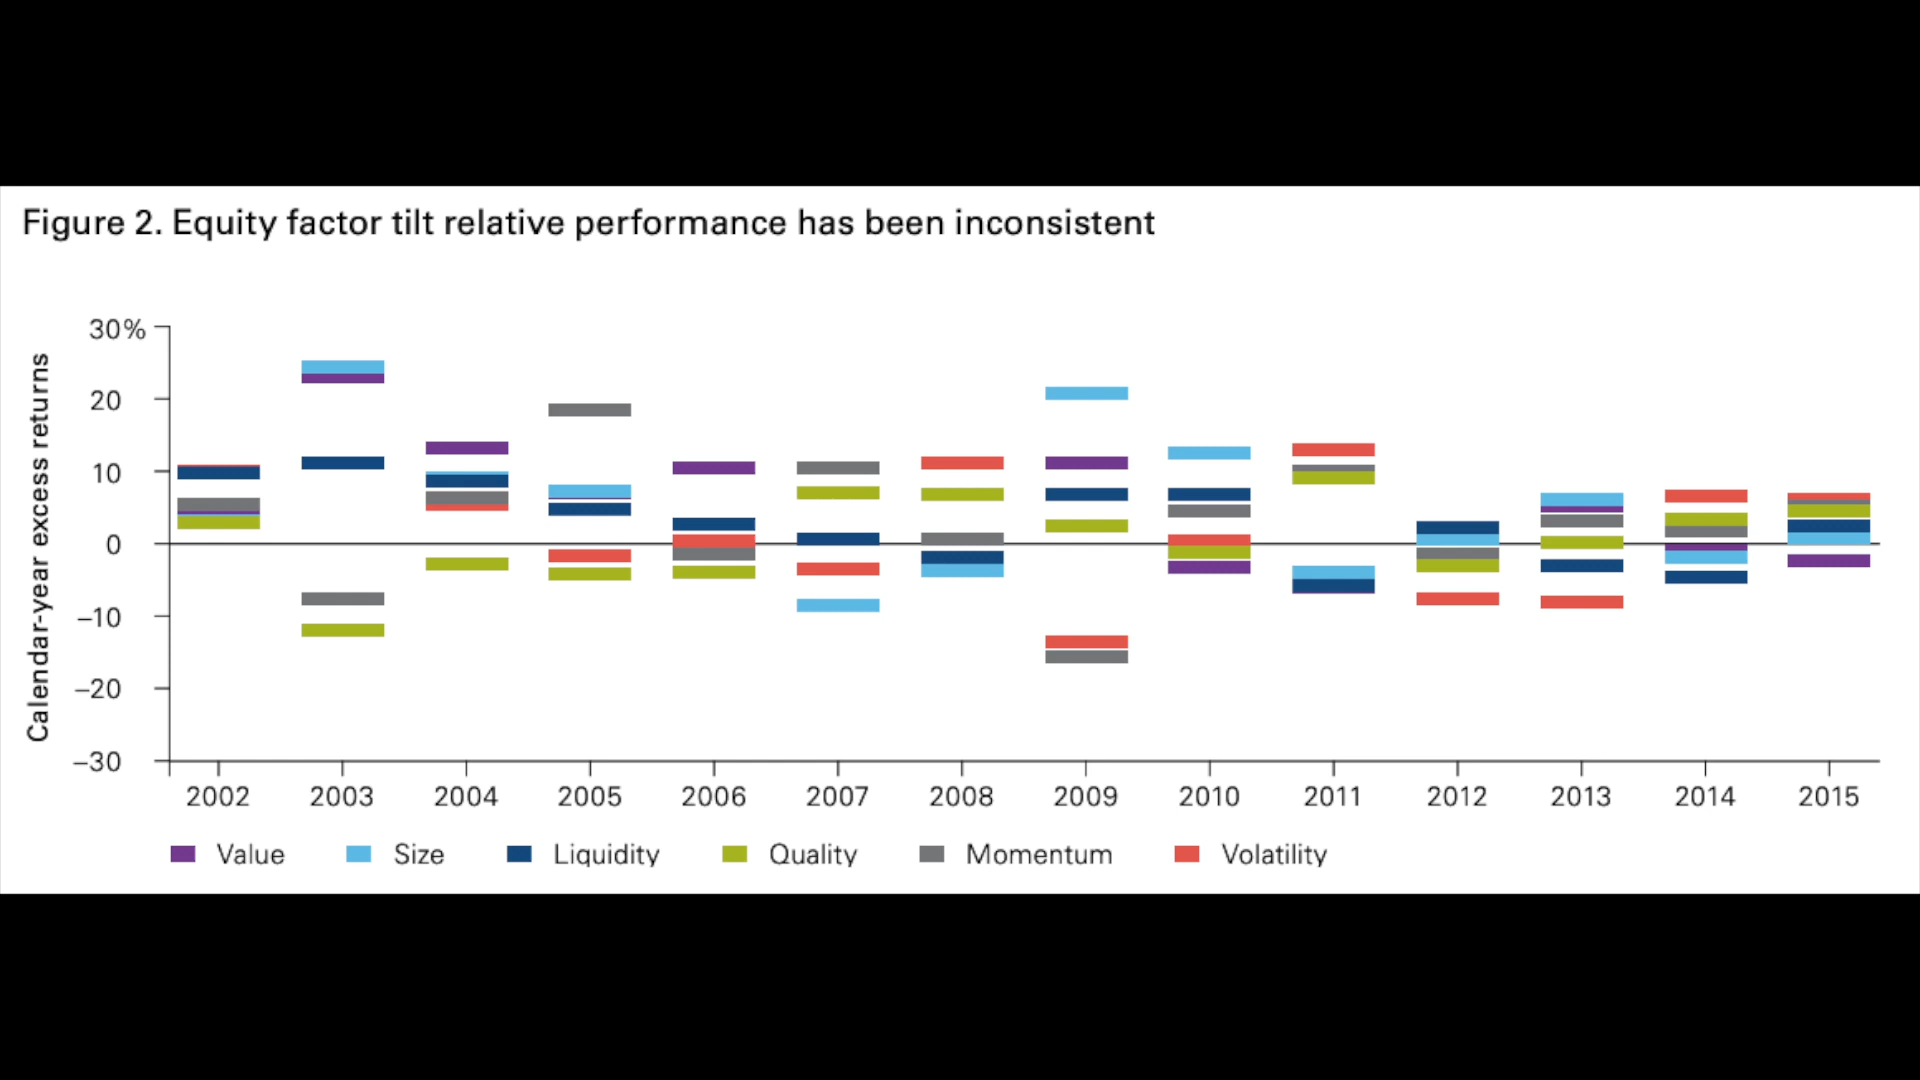 Figure 2. Equity factor tilt relative performance has been inconsistent
Calendar-year excess returns
30%
20
10
0
–10
–20
–30
2002 2003 2004 2005 2006 2007 2008 2009 2010 2011 2012 2013 2014 2015
Value Size Liquidity Quality Momentum Volatility